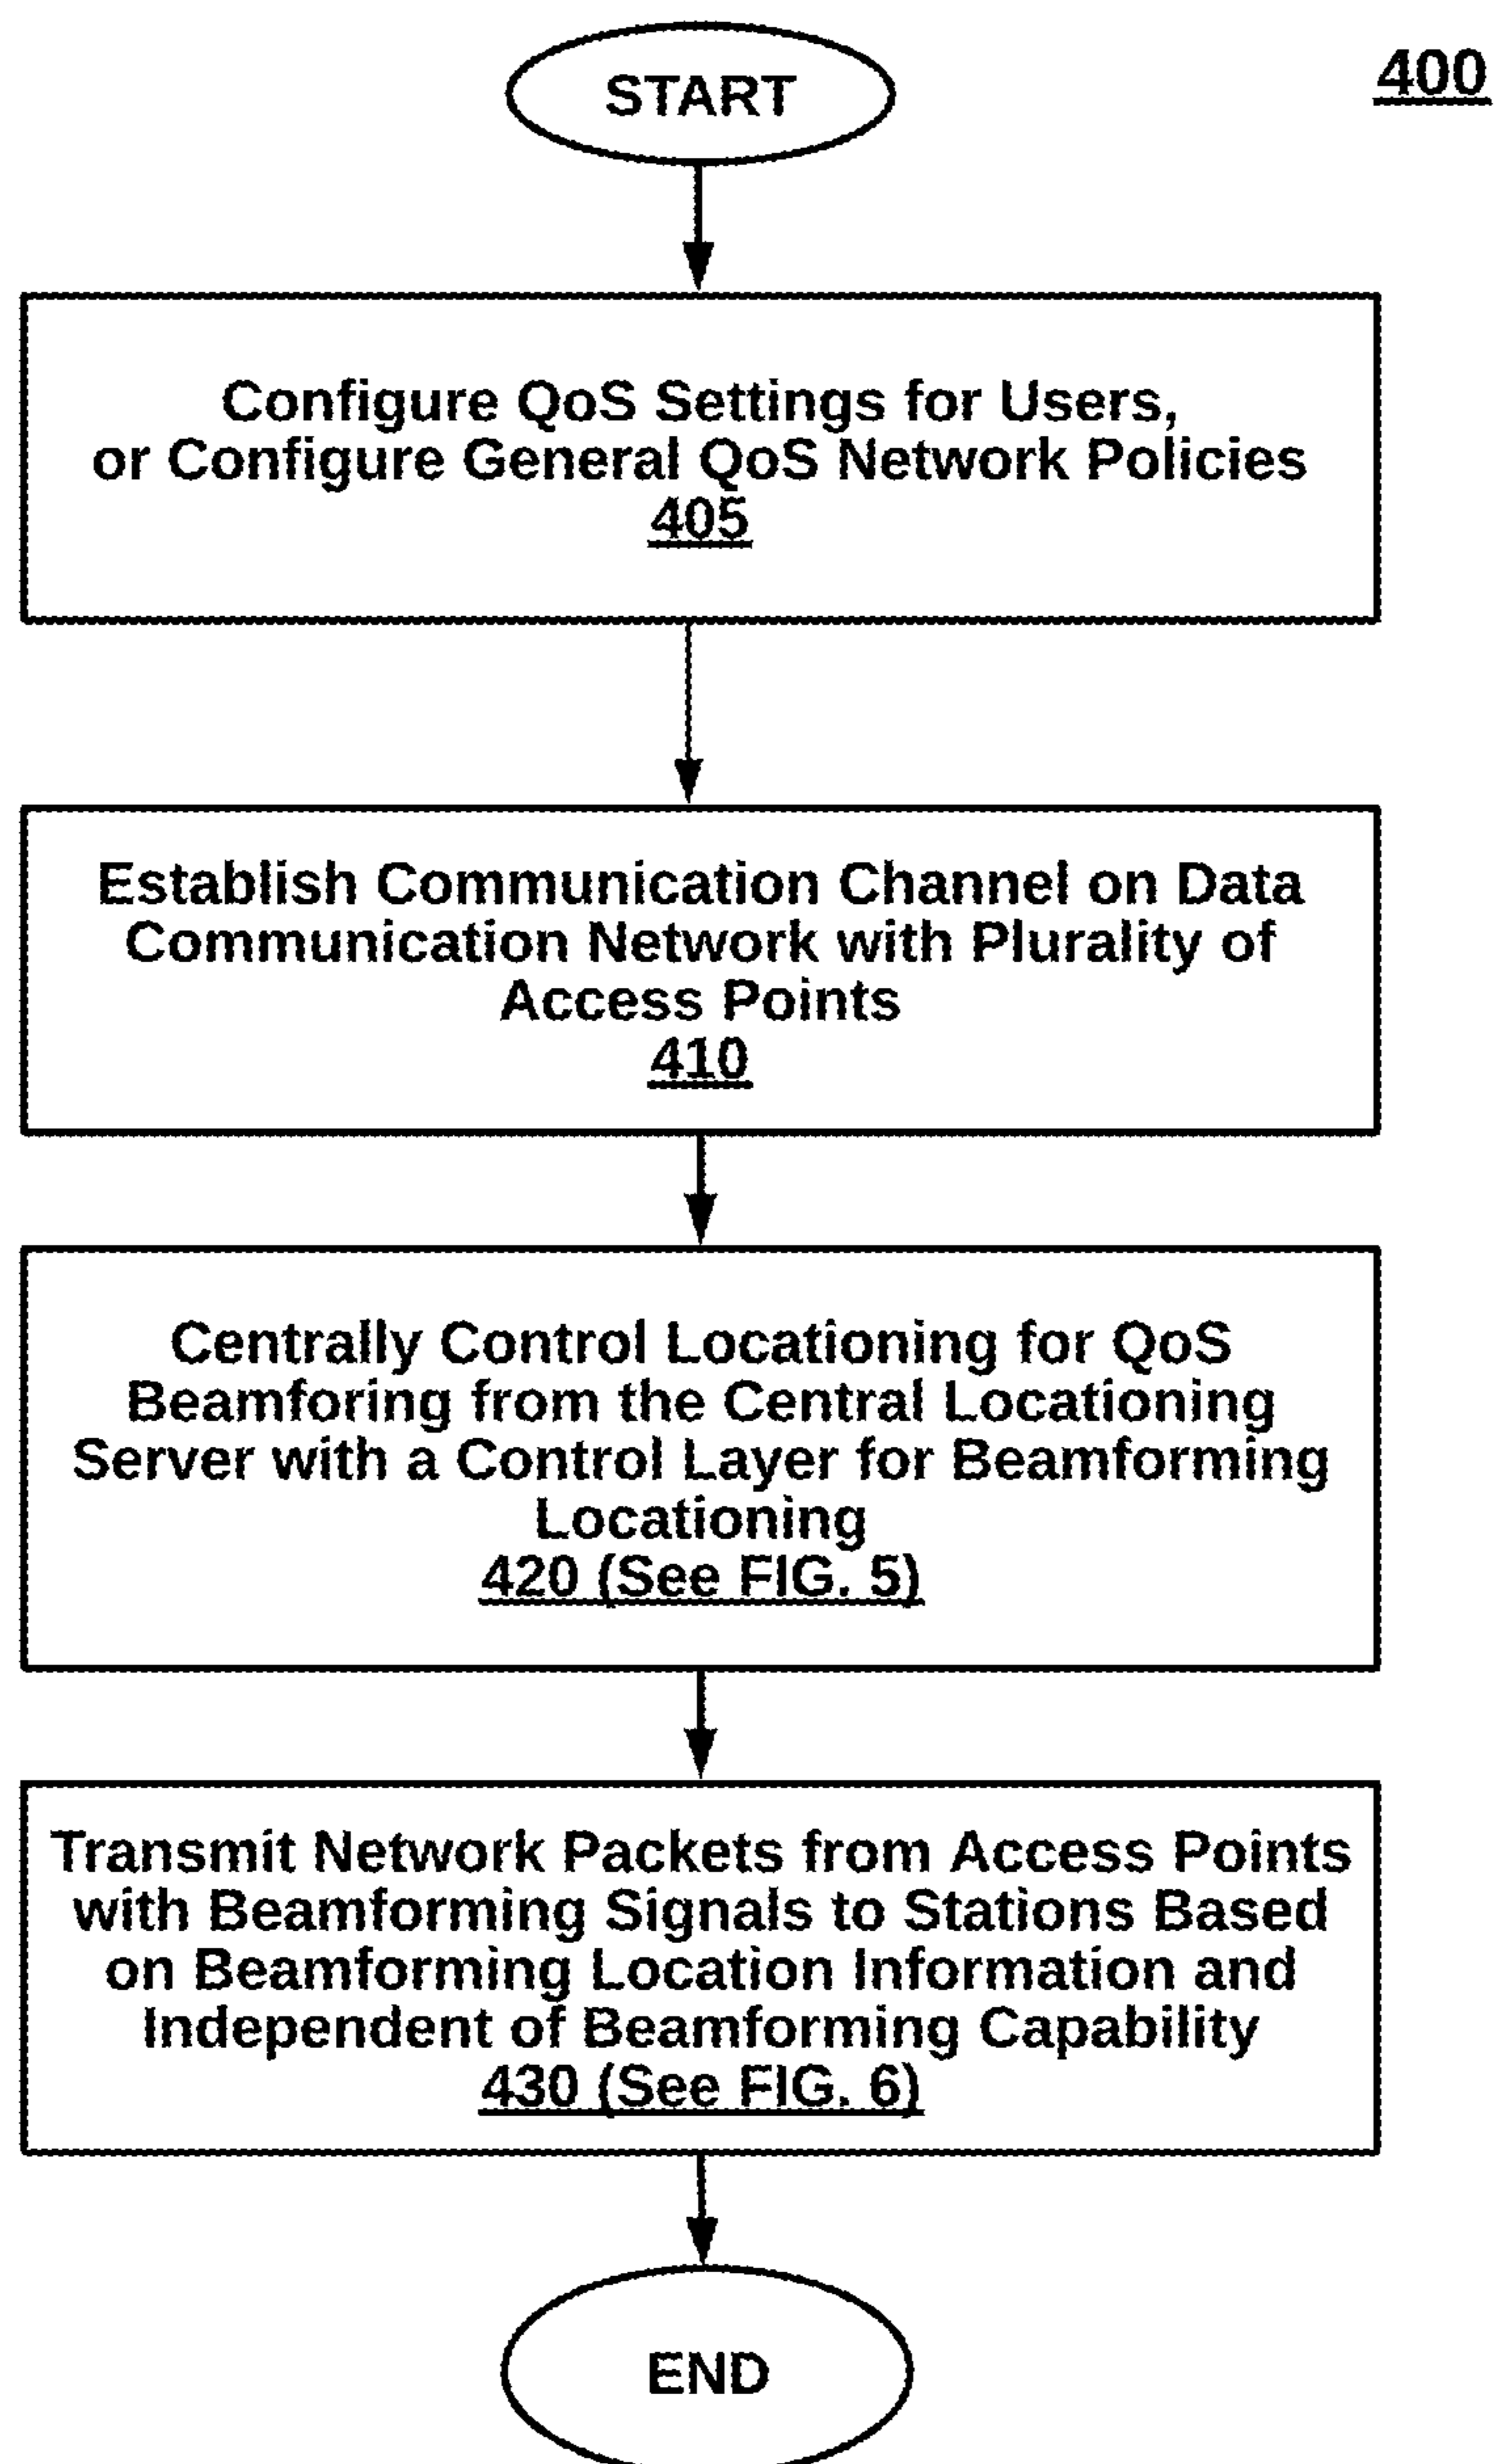 START
400
Configure QoS Settings for Users,
or Configure General QoS Network Policies
405
Establish Communication Channel on Data
Communication Network with Plurality of
Access Points
410
Centrally Control Locationing for QoS
Beamforing from the Central Locationing
Server with a Control Layer for Beamforming
Locationing
420 (See FIG. 5)
Transmit Network Packets from Access Points
with Beamforming Signals to Stations Based
on Beamforming Location Information and
Independent of Beamforming Capability
430 (See FIG. 6)
END